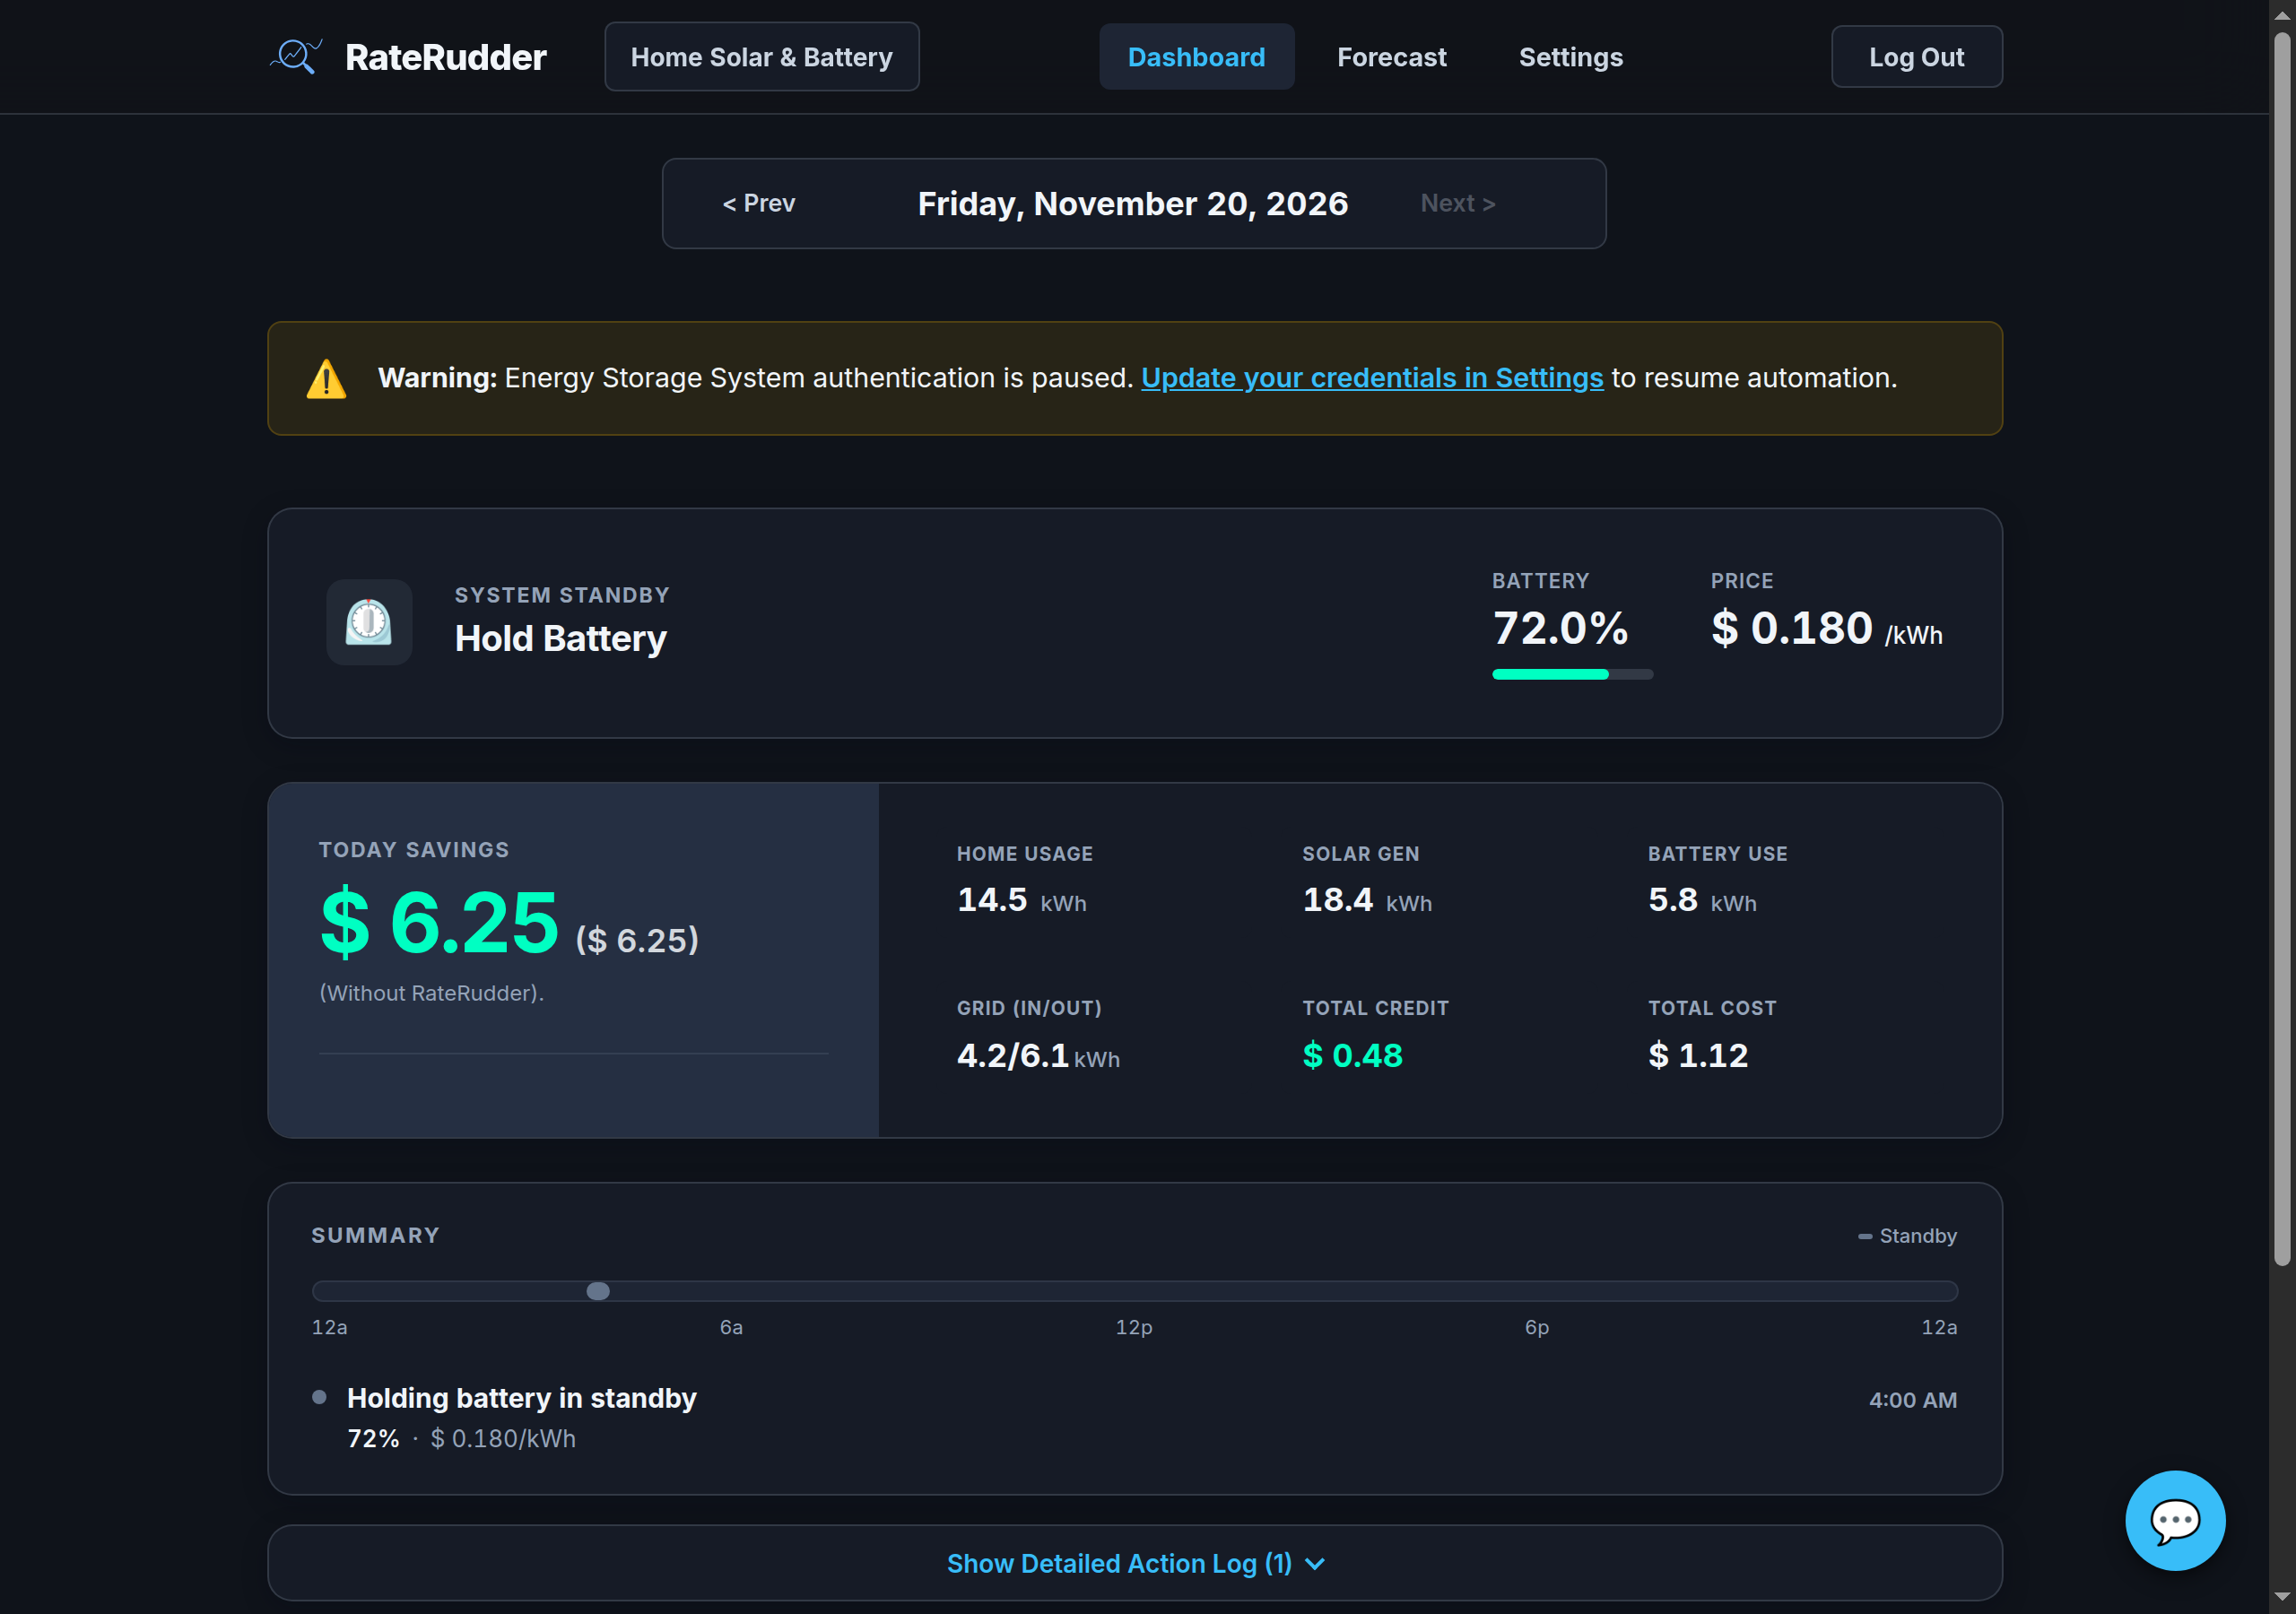 RateRudder
Home Solar & Battery
Dashboard
Forecast
Settings
Log Out
< Prev
Friday, November 20, 2026
Next >
Warning: Energy Storage System authentication is paused. Update your credentials in Settings to resume automation.
SYSTEM STANDBY
Hold Battery
BATTERY
72.0%
PRICE
$ 0.180 /kWh
TODAY SAVINGS
$ 6.25 ($ 6.25)
(Without RateRudder).
HOME USAGE
14.5 kWh
SOLAR GEN
18.4 kWh
BATTERY USE
5.8 kWh
GRID (IN/OUT)
4.2/6.1 kWh
TOTAL CREDIT
$ 0.48
TOTAL COST
$ 1.12
SUMMARY
Standby
12a 6a 12p 6p 12a
Holding battery in standby
4:00 AM
72% · $ 0.180/kWh
Show Detailed Action Log (1)